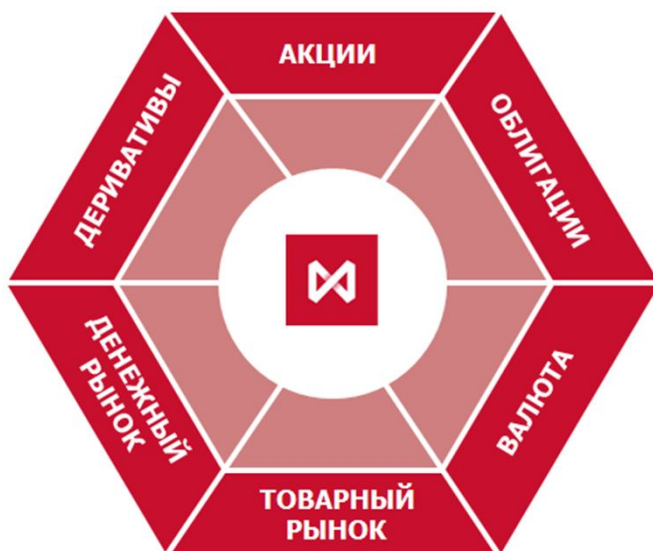 АКЦИИ
ОБЛИГАЦИИ
ВАЛЮТА
ТОВАРНЫЙ
РЫНОК
ДЕНЕЖНЫЙ
РЫНОК
ДЕРИВАТИВЫ